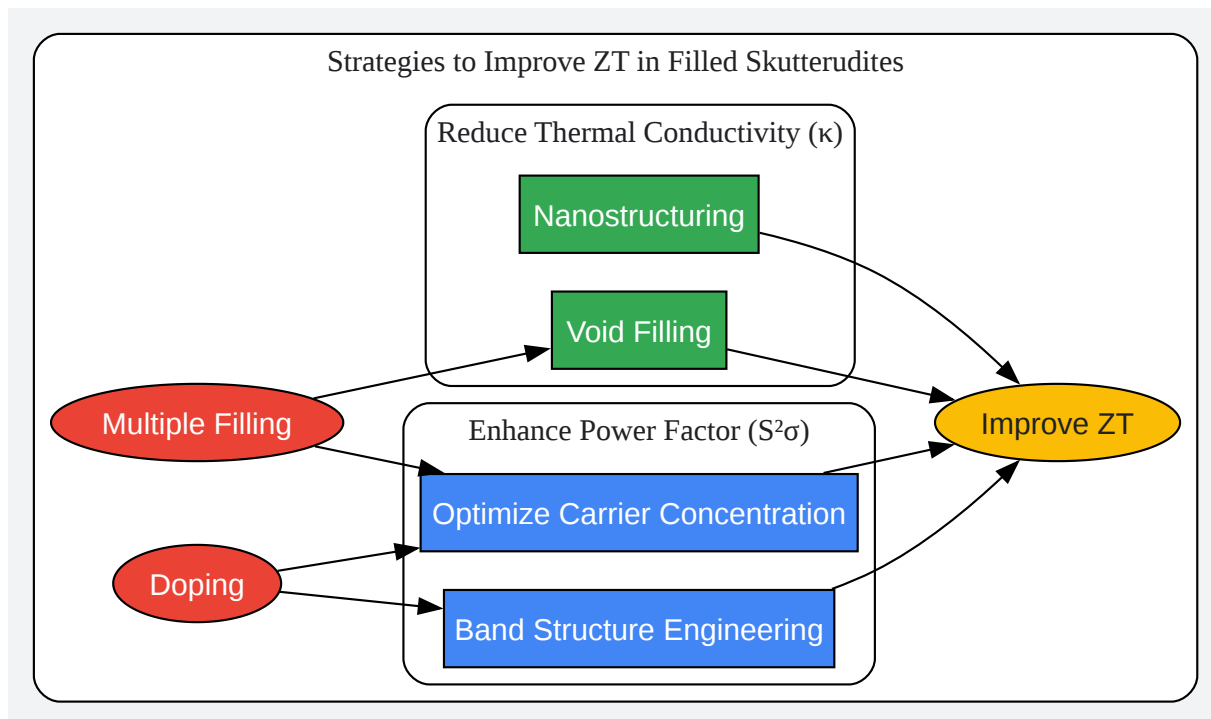 Strategies to Improve ZT in Filled Skutterudites
Reduce Thermal Conductivity (κ)
Nanostructuring
Void Filling
Multiple Filling
Improve ZT
Enhance Power Factor (S²σ)
Optimize Carrier Concentration
Doping
Band Structure Engineering